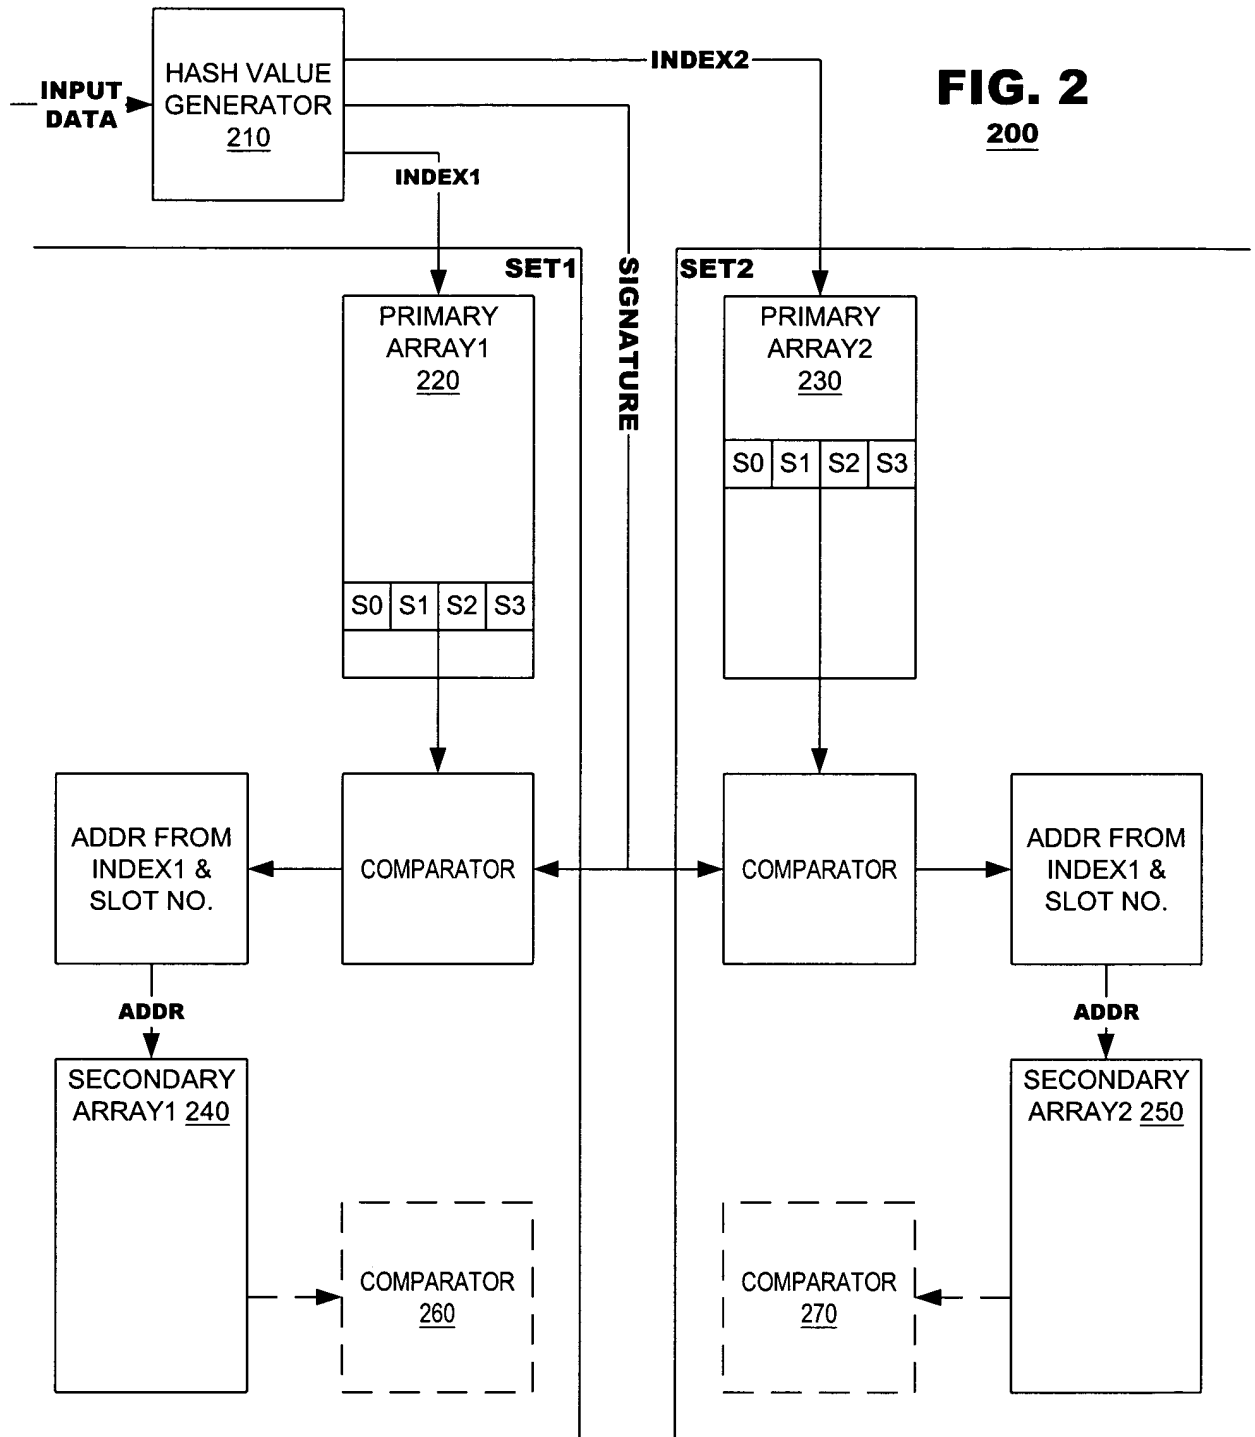 INPUT
DATA
HASH VALUE
GENERATOR
210
INDEX2
INDEX1
SIGNATURE
FIG. 2
200
SET1
PRIMARY
ARRAY1
220
S0 S1 S2 S3
COMPARATOR
ADDR FROM
INDEX1 &
SLOT NO.
ADDR
SECONDARY
ARRAY1 240
COMPARATOR
260
SET2
PRIMARY
ARRAY2
230
S0 S1 S2 S3
COMPARATOR
ADDR FROM
INDEX1 &
SLOT NO.
ADDR
SECONDARY
ARRAY2 250
COMPARATOR
270